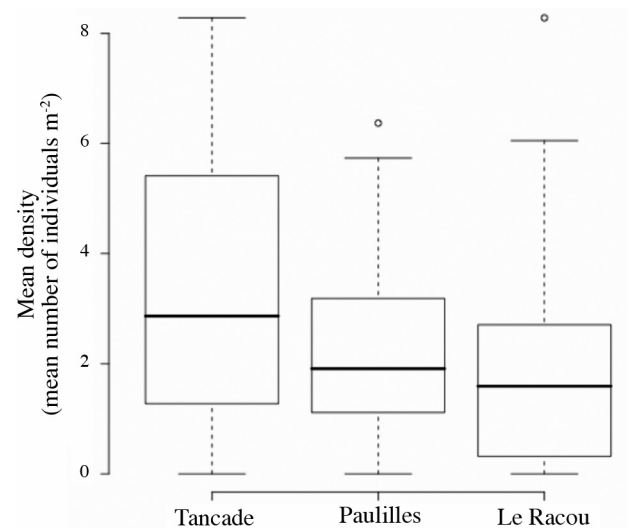 Mean density
(mean number of individuals m⁻²)
8
6
4
2
0
Tancade Paulilles Le Racou